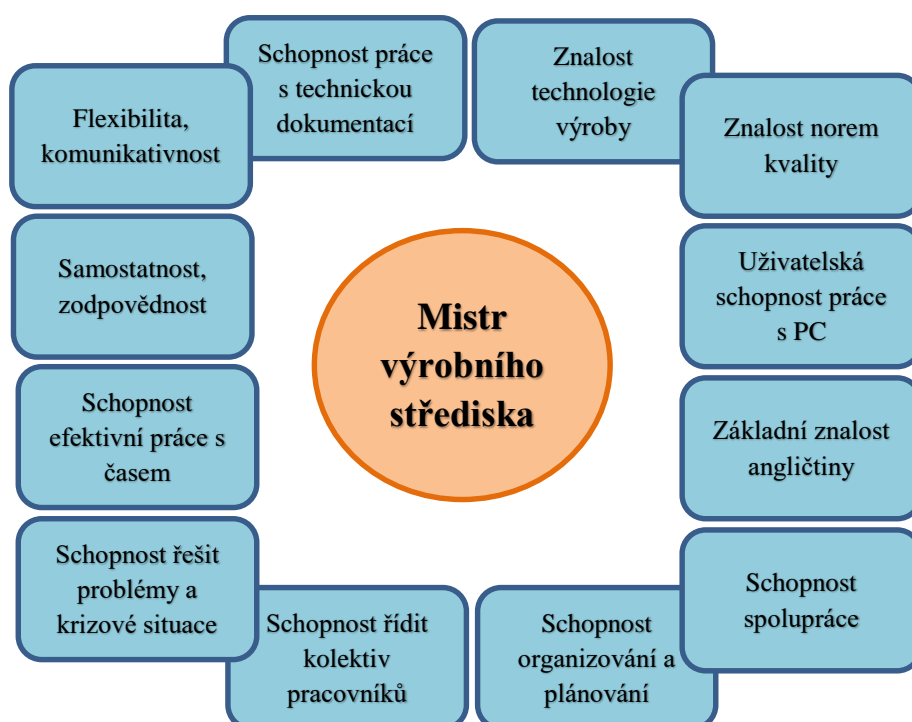 Schopnost práce
s technickou
dokumentací
Znalost
technologie
výroby
Znalost norem
kvality
Uživatelská
schopnost práce
s PC
Základní znalost
angličtiny
Schopnost
spolupráce
Schopnost
organizování a
plánování
Schopnost řídit
kolektiv
pracovníků
Schopnost řešit
problémy a
krizové situace
Schopnost
efektivní práce s
časem
Samostatnost,
zodpovědnost
Flexibilita,
komunikativnost
Mistr
výrobního
střediska